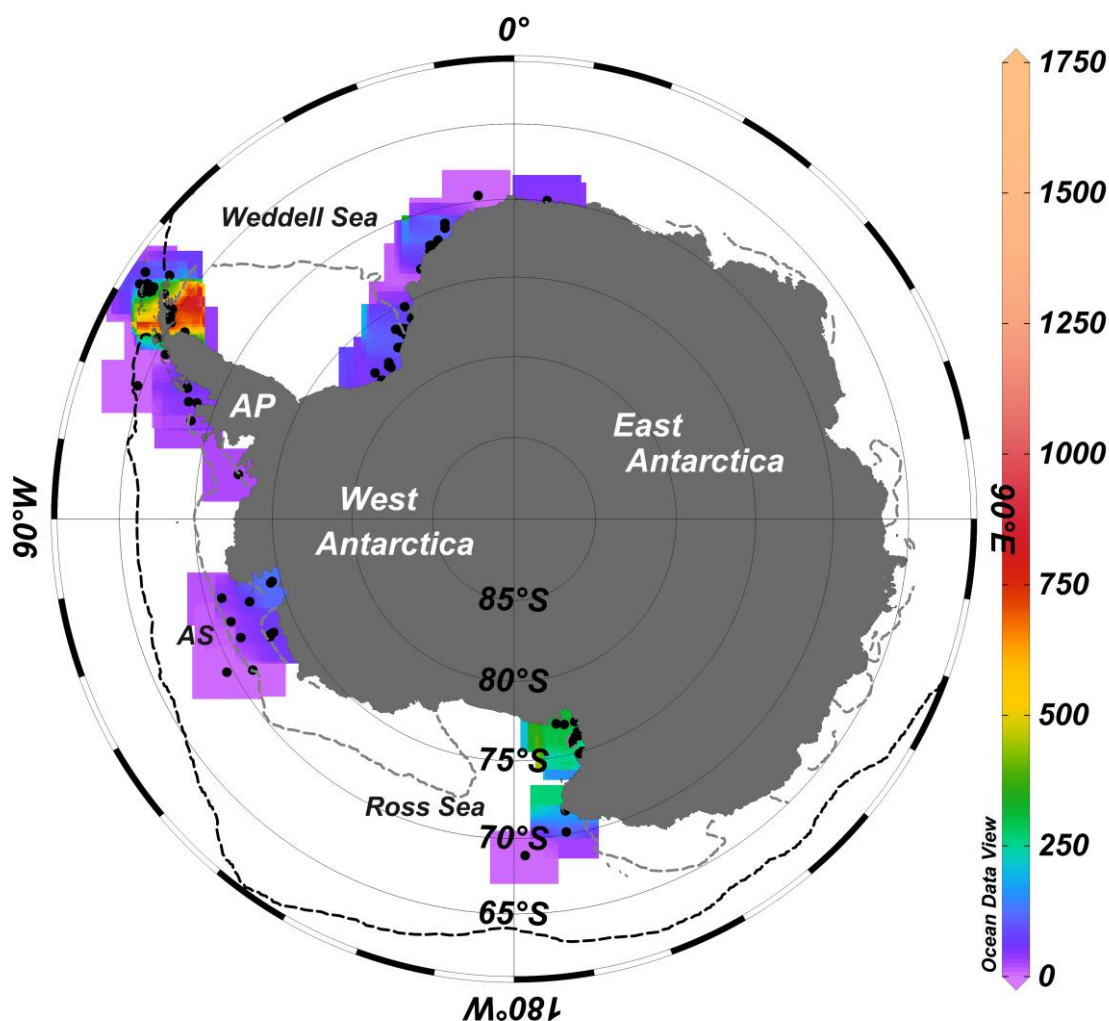 0°
1750
1500
1250
1000
750
500
250
0
Weddell Sea
AP
East
Antarctica
West
Antarctica
90°W
90°E
85°S
AS
80°S
75°S
Ross Sea
70°S
65°S
180°W
Ocean Data View